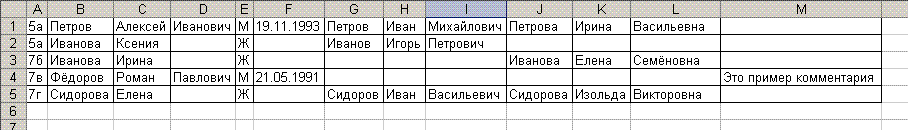 A B C D E F G H I J K L M
1 5а Петров Алексей Иванович М 19.11.1993 Петров Иван Михайлович Петрова Ирина Васильевна
2 5а Иванова Ксения Ж Иванов Игорь Петрович
3 7б Иванова Ирина Ж Иванова Елена Семёновна
4 7в Фёдоров Роман Павлович М 21.05.1991 Это пример комментария
5 7г Сидорова Елена Ж Сидоров Иван Васильевич Сидорова Изольда Викторовна
6
7